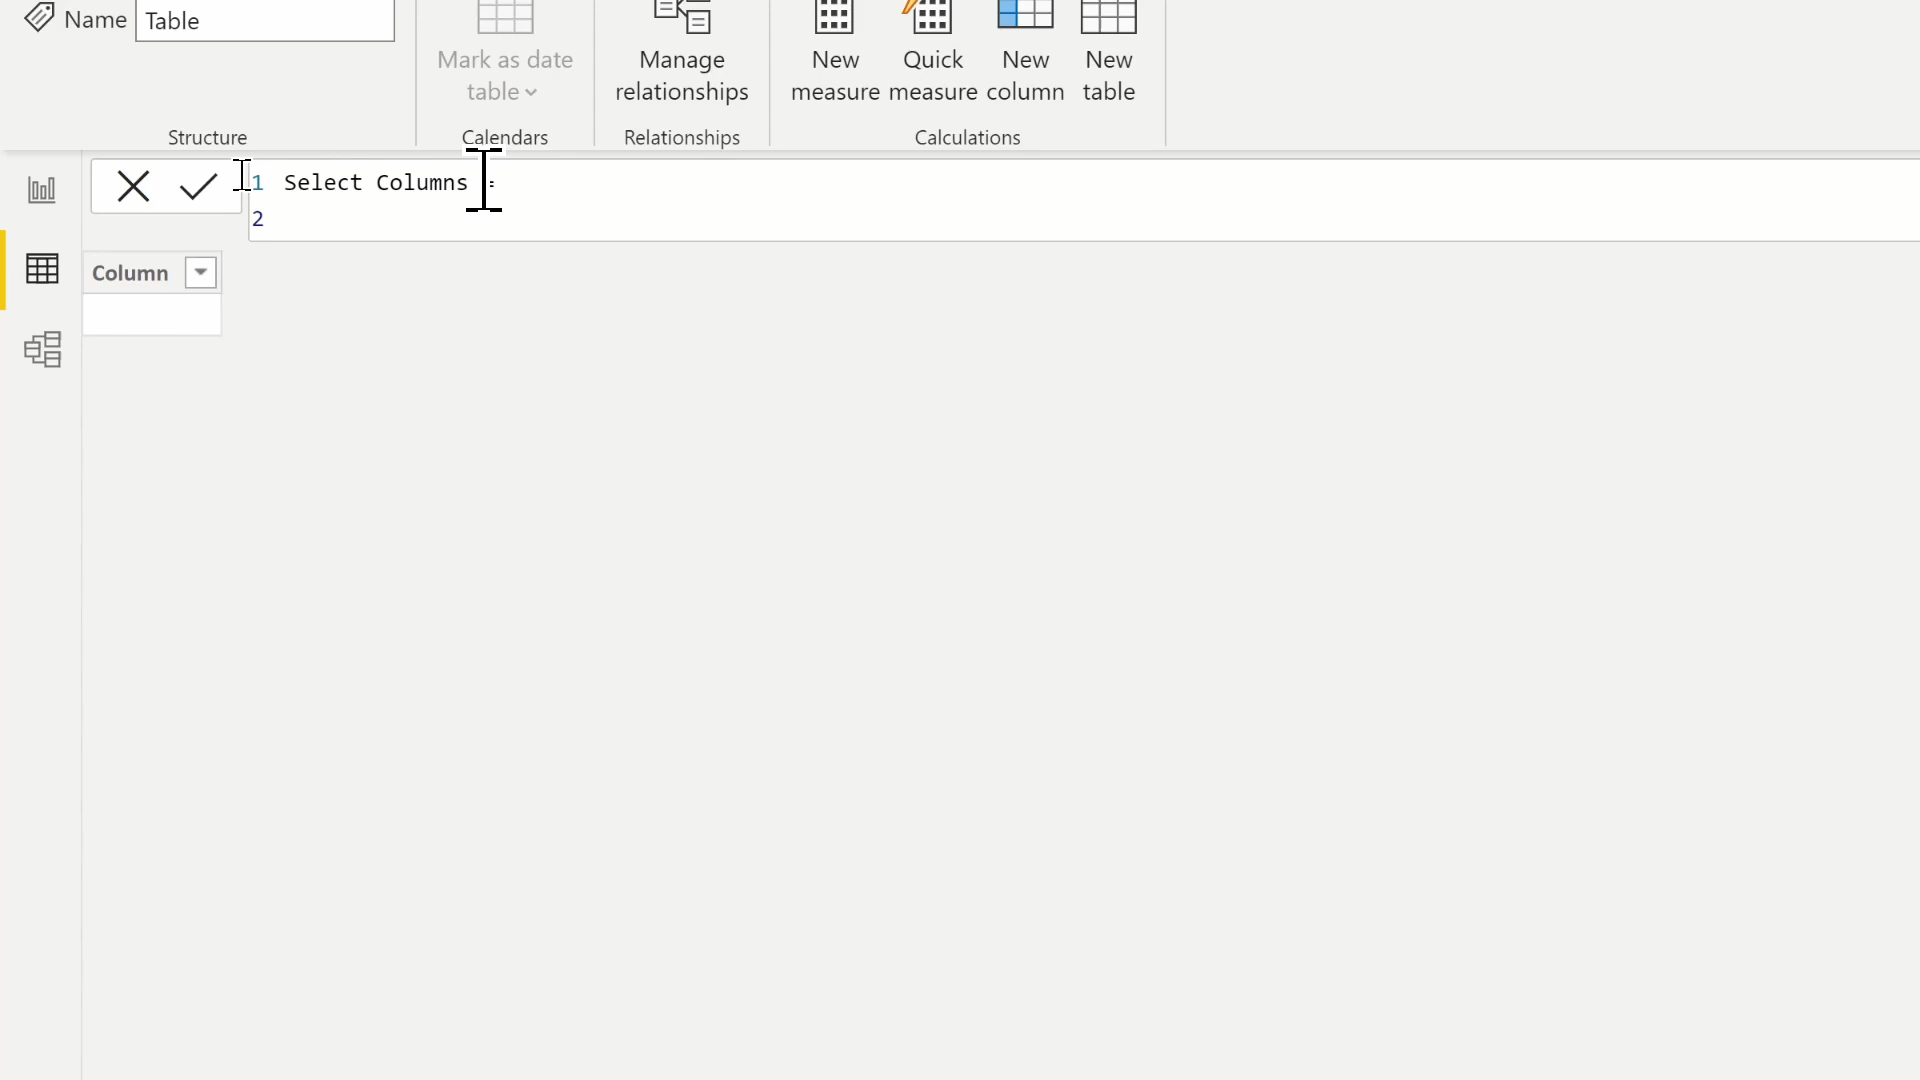 Name Table
Mark as date
table
Calendars
Structure
Manage
relationships
Relationships
New
measure
Quick
measure
New
column
New
table
Calculations
1 Select Columns =
2
Column